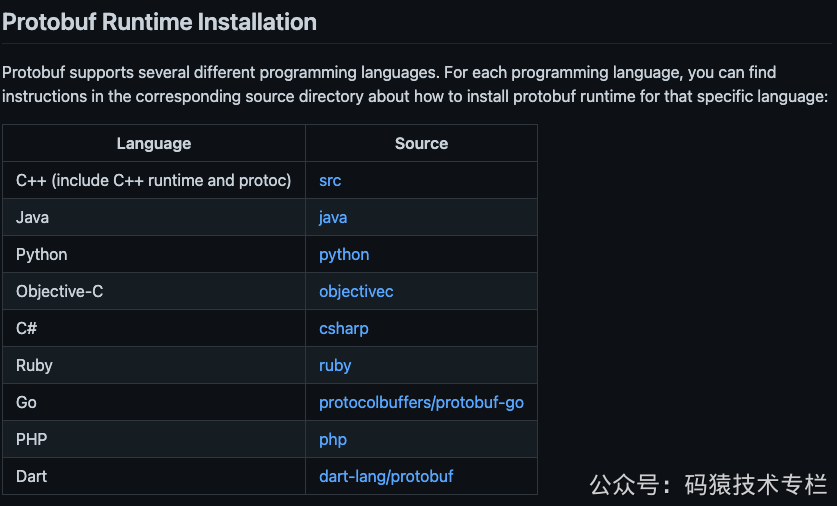 Protobuf Runtime Installation
Protobuf supports several different programming languages. For each programming language, you can find
instructions in the corresponding source directory about how to install protobuf runtime for that specific language:
Language Source
C++ (include C++ runtime and protoc) src
Java java
Python python
Objective-C objectivec
C# csharp
Ruby ruby
Go protocolbuffers/protobuf-go
PHP php
Dart dart-lang/protobuf
公众号：码猿技术专栏